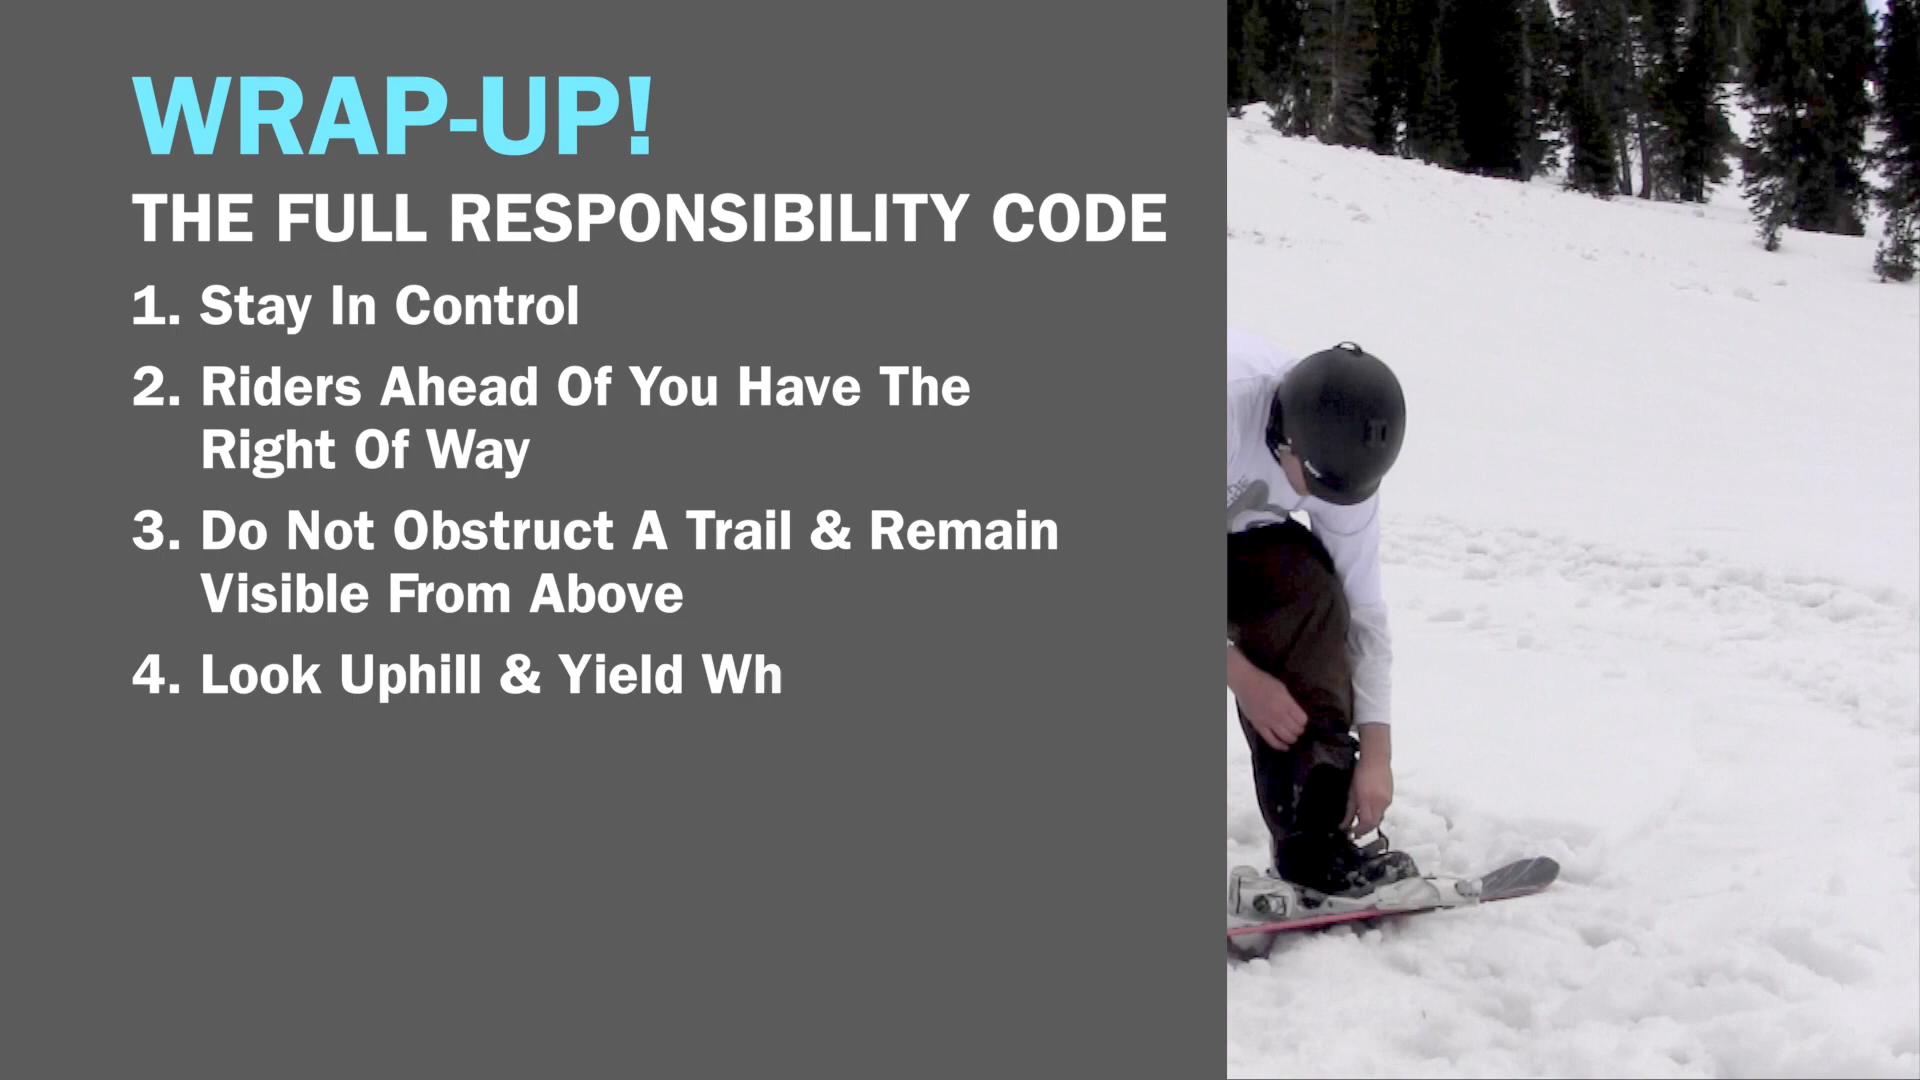 WRAP-UP!
THE FULL RESPONSIBILITY CODE
1. Stay In Control
2. Riders Ahead Of You Have The
Right Of Way
3. Do Not Obstruct A Trail & Remain
Visible From Above
4. Look Uphill & Yield Wh